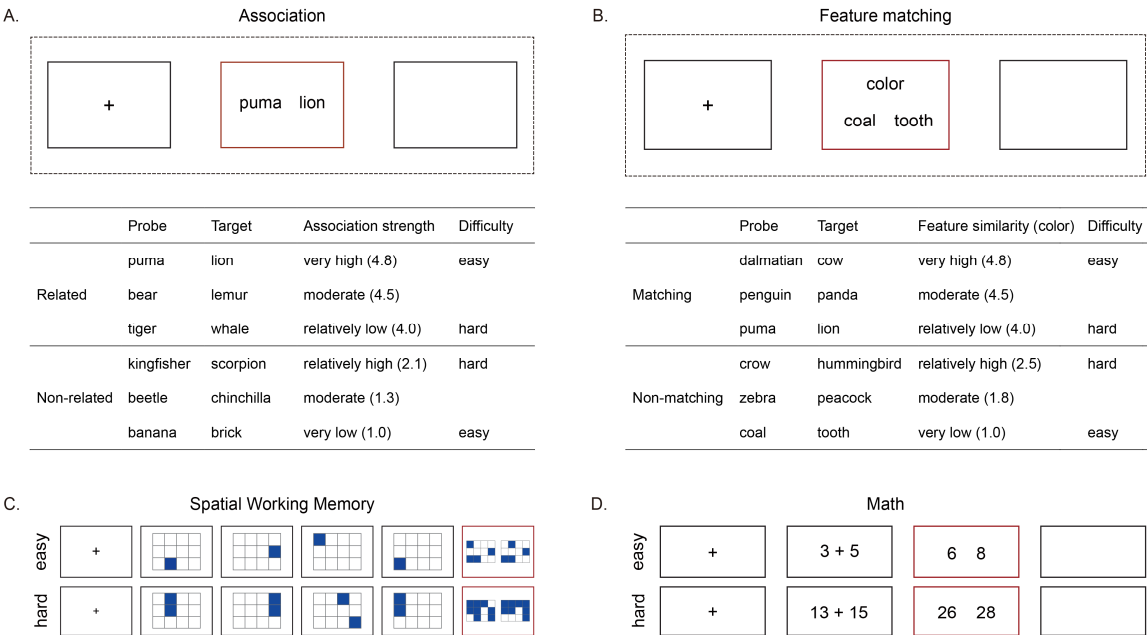 A. Association
+
puma lion
Probe Target Association strength Difficulty
puma lion very high (4.8) easy
Related bear lemur moderate (4.5)
tiger whale relatively low (4.0) hard
kingfisher scorpion relatively high (2.1) hard
Non-related beetle chinchilla moderate (1.3)
banana brick very low (1.0) easy
B. Feature matching
+
color
coal tooth
Probe Target Feature similarity (color) Difficulty
dalmatian cow very high (4.8) easy
Matching penguin panda moderate (4.5)
puma lion relatively low (4.0) hard
crow hummingbird relatively high (2.5) hard
Non-matching zebra peacock moderate (1.8)
coal tooth very low (1.0) easy
C. Spatial Working Memory
easy +
hard +
D. Math
easy + 3 + 5 6 8
hard + 13 + 15 26 28